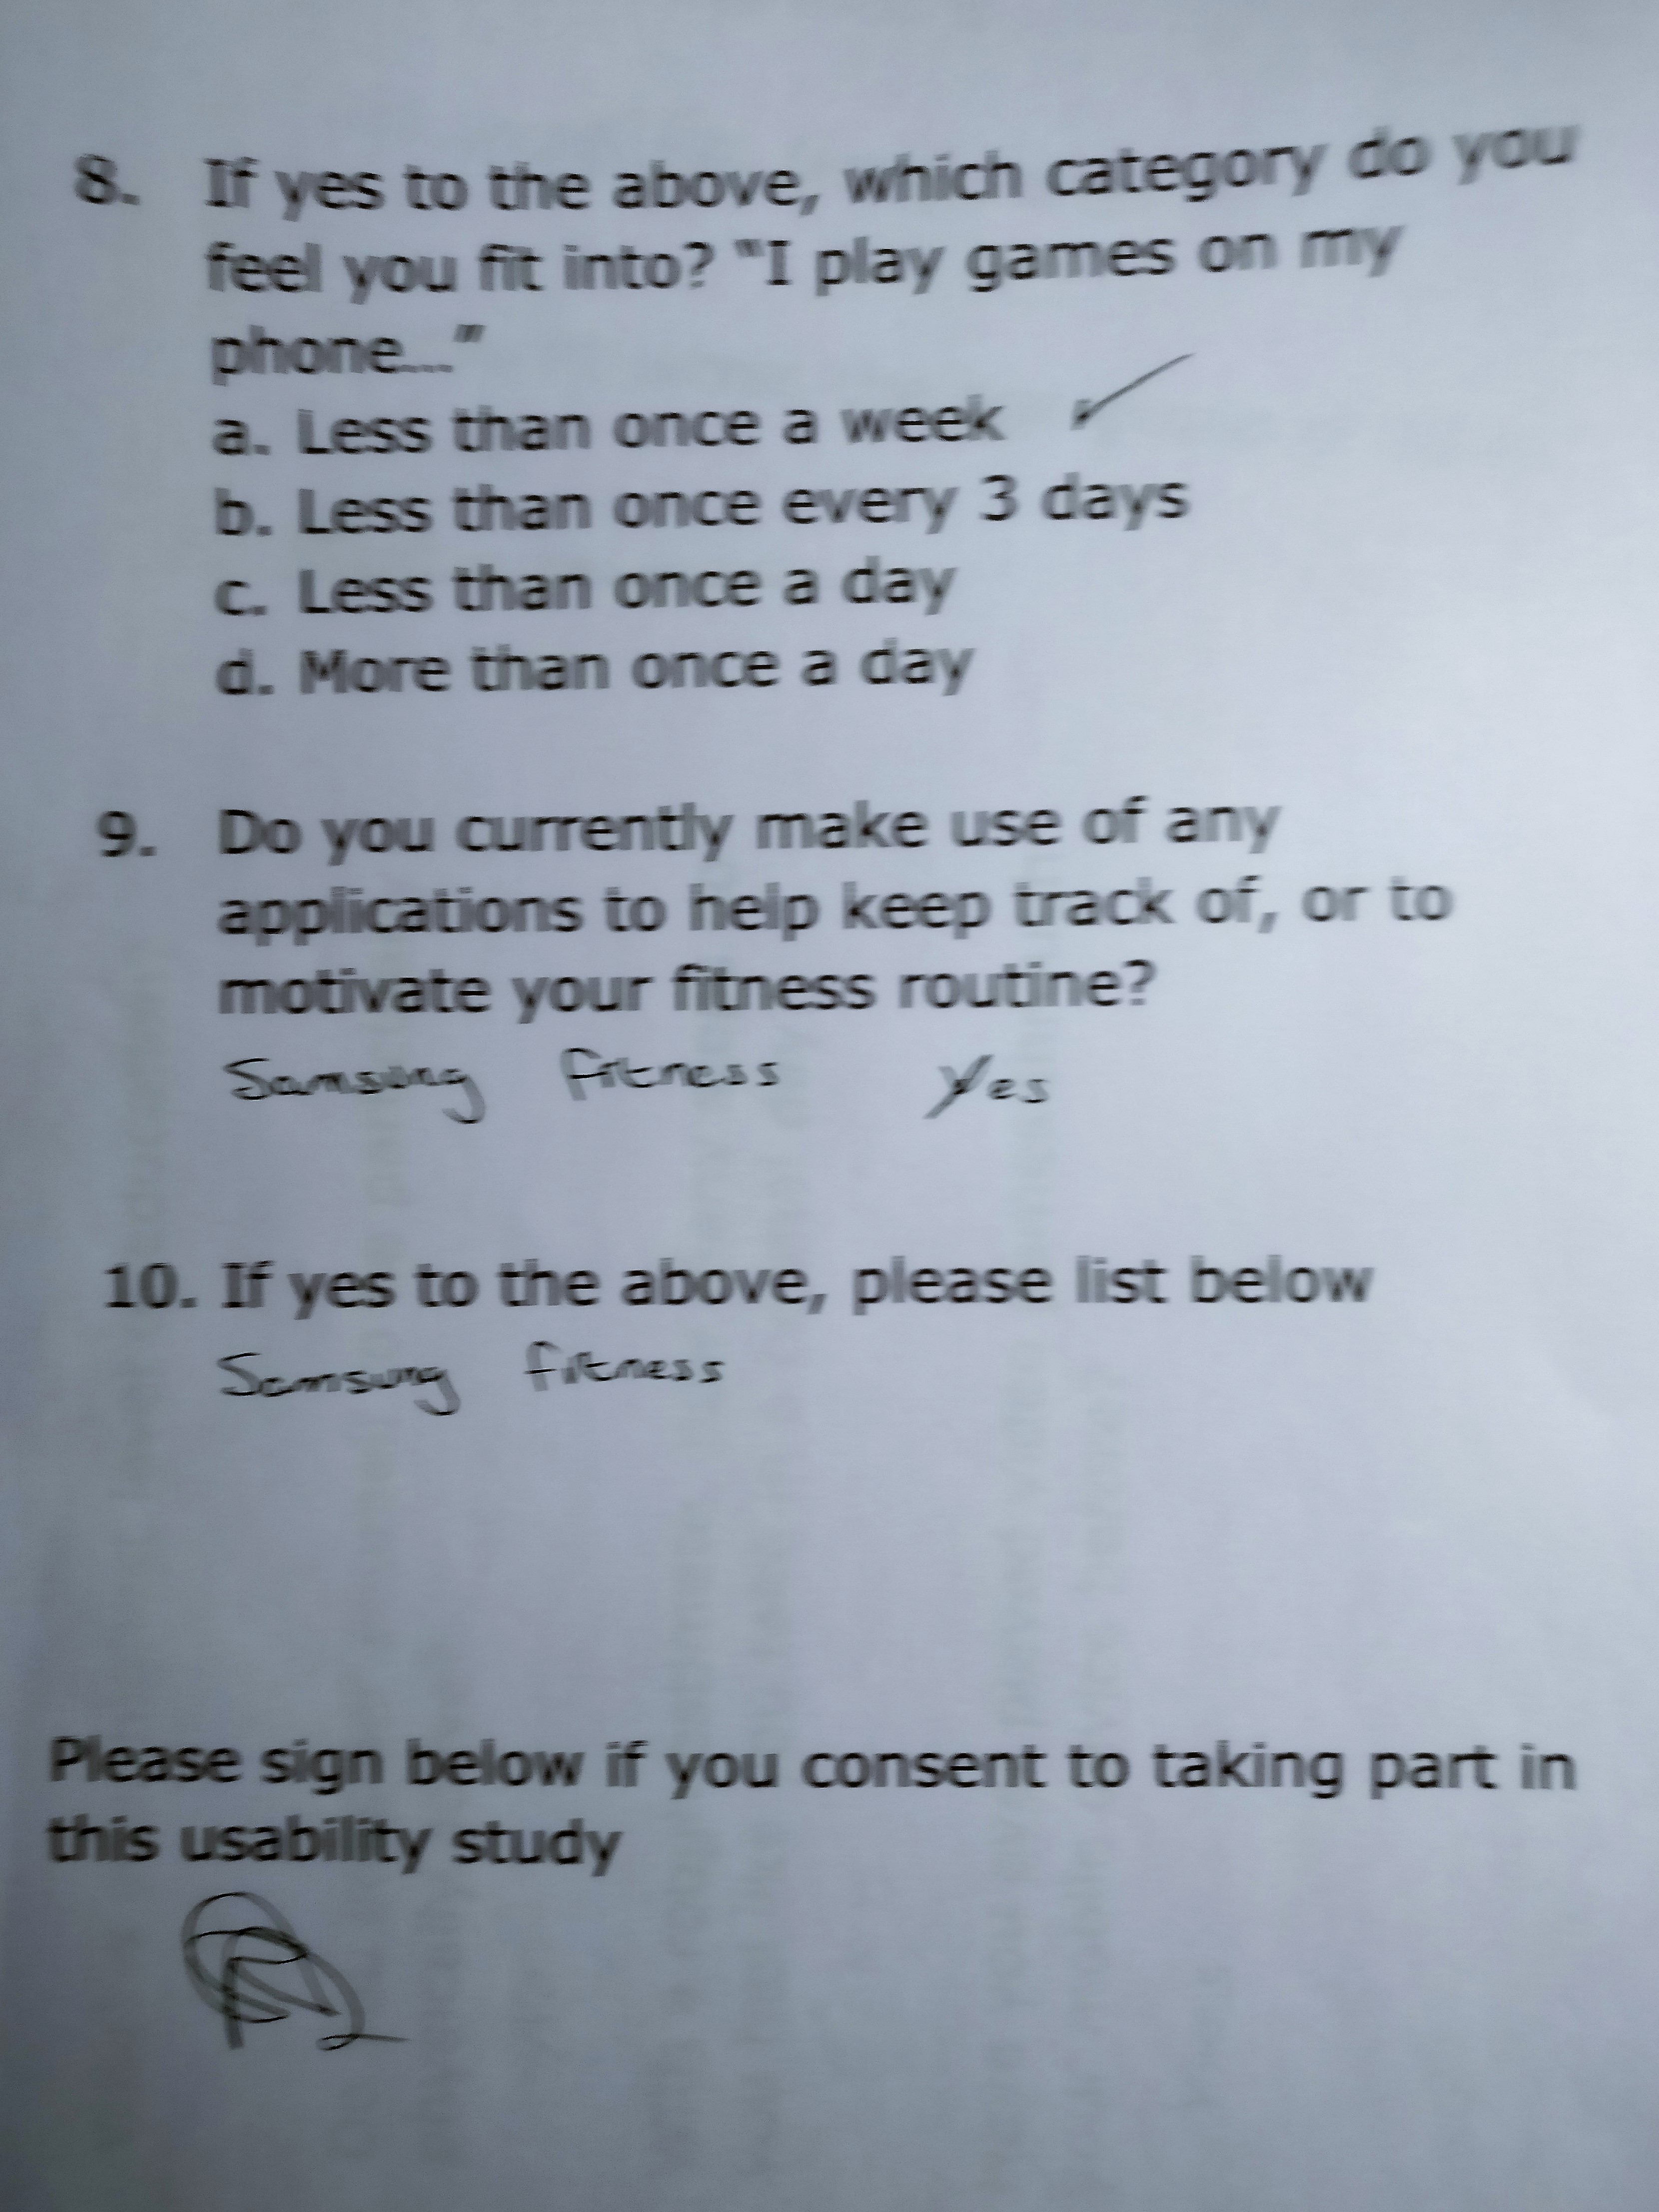 8. If yes to the above, which category do you
feel you fit into? "I play games on my
phone..."
a. Less than once a week
b. Less than once every 3 days
c. Less than once a day
d. More than once a day
9. Do you currently make use of any
applications to help keep track of, or to
motivate your fitness routine?
Samsung fitness Yes
10. If yes to the above, please list below
Samsung fitness
Please sign below if you consent to taking part in
this usability study